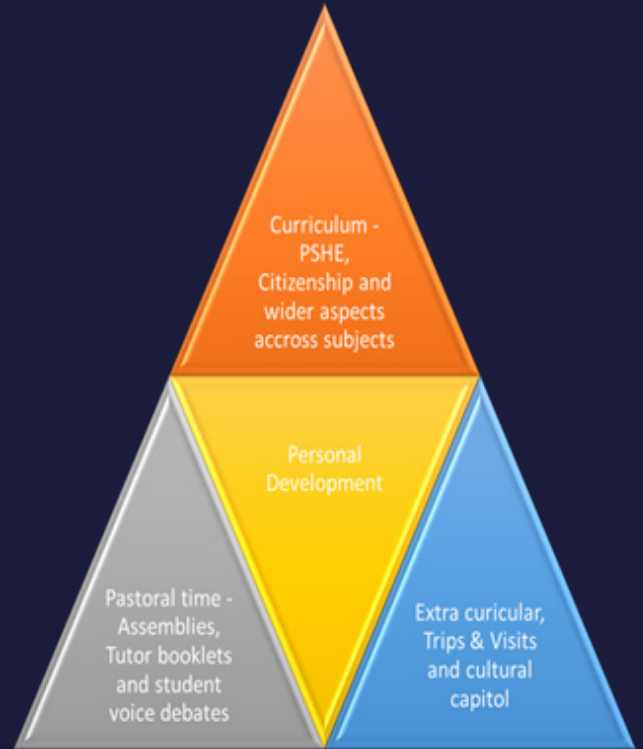 Curriculum -
PSHE,
Citizenship and
wider aspects
accross subjects
Personal
Development
Pastoral time -
Assemblies,
Tutor booklets
and student
voice debates
Extra curicular,
Trips & Visits
and cultural
capitol